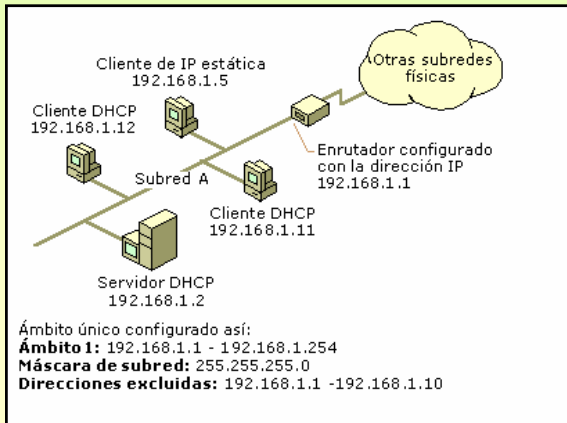 Cliente de IP estática
192.168.1.5
Otras subredes
físicas
Cliente DHCP
192.168.1.12
Enrutador configurado
con la dirección IP
192.168.1.1
Subred A
Cliente DHCP
192.168.1.11
Servidor DHCP
192.168.1.2
Ámbito único configurado así:
Ámbito 1: 192.168.1.1 - 192.168.1.254
Máscara de subred: 255.255.255.0
Direcciones excluidas: 192.168.1.1 -192.168.1.10